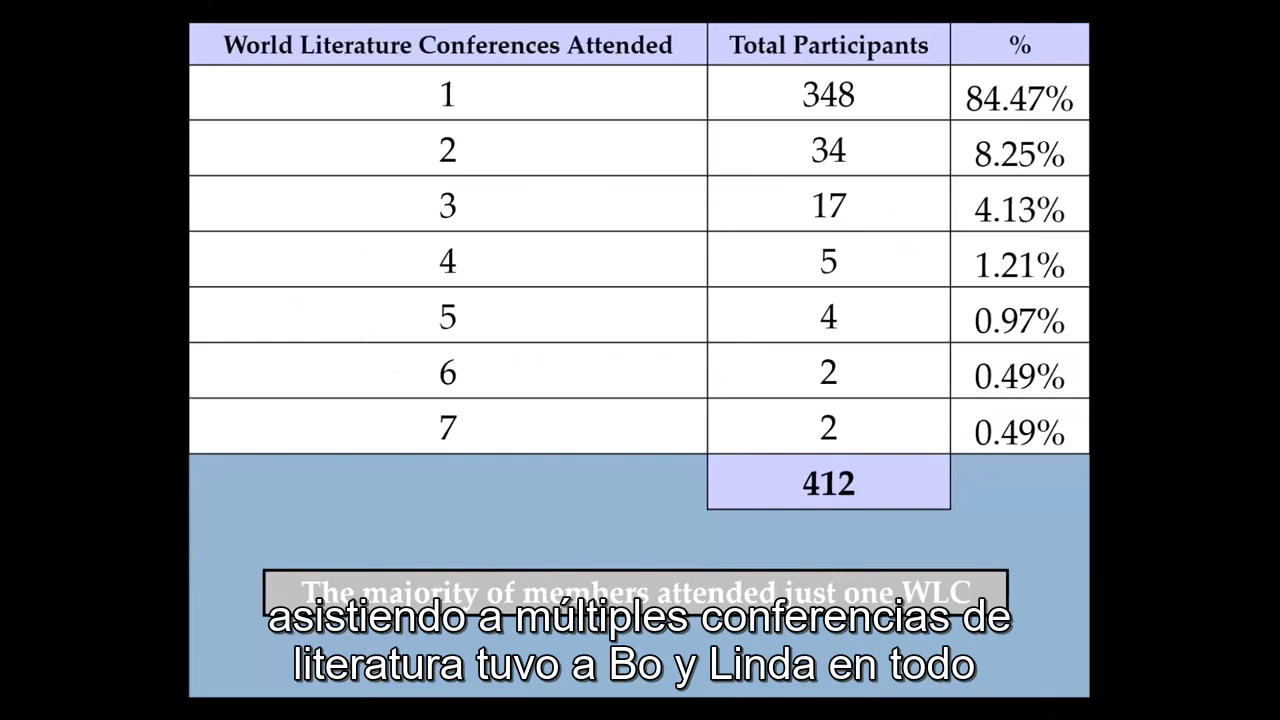 World Literature Conferences Attended Total Participants %
1 348 84.47%
2 34 8.25%
3 17 4.13%
4 5 1.21%
5 4 0.97%
6 2 0.49%
7 2 0.49%
412
The majority of members attended just one WLC
asistiendo a múltiples conferencias de
literatura tuvo a Bo y Linda en todo